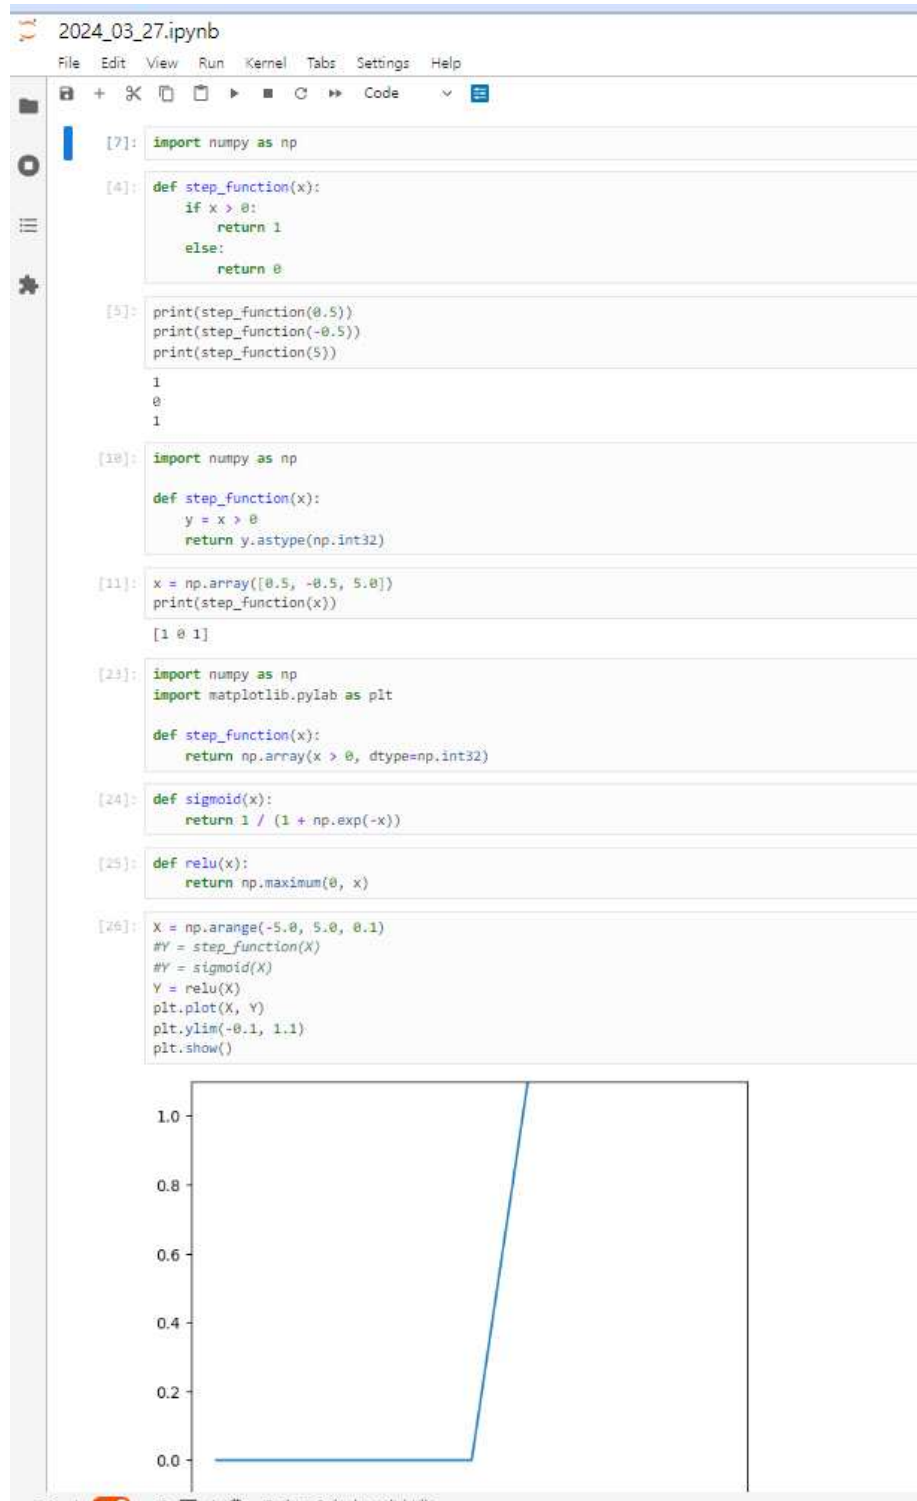 2024_03_27.ipynb
File Edit View Run Kernel Tabs Settings Help
Code
[7]: import numpy as np
[4]: def step_function(x):
    if x > 0:
        return 1
    else:
        return 0
[5]: print(step_function(0.5))
print(step_function(-0.5))
print(step_function(5))
1
0
1
[10]: import numpy as np
def step_function(x):
    y = x > 0
    return y.astype(np.int32)
[11]: x = np.array([0.5, -0.5, 5.0])
print(step_function(x))
[1 0 1]
[23]: import numpy as np
import matplotlib.pylab as plt
def step_function(x):
    return np.array(x > 0, dtype=np.int32)
[24]: def sigmoid(x):
    return 1 / (1 + np.exp(-x))
[25]: def relu(x):
    return np.maximum(0, x)
[26]: X = np.arange(-5.0, 5.0, 0.1)
#Y = step_function(X)
#Y = sigmoid(X)
Y = relu(X)
plt.plot(X, Y)
plt.ylim(-0.1, 1.1)
plt.show()
1.0
0.8
0.6
0.4
0.2
0.0